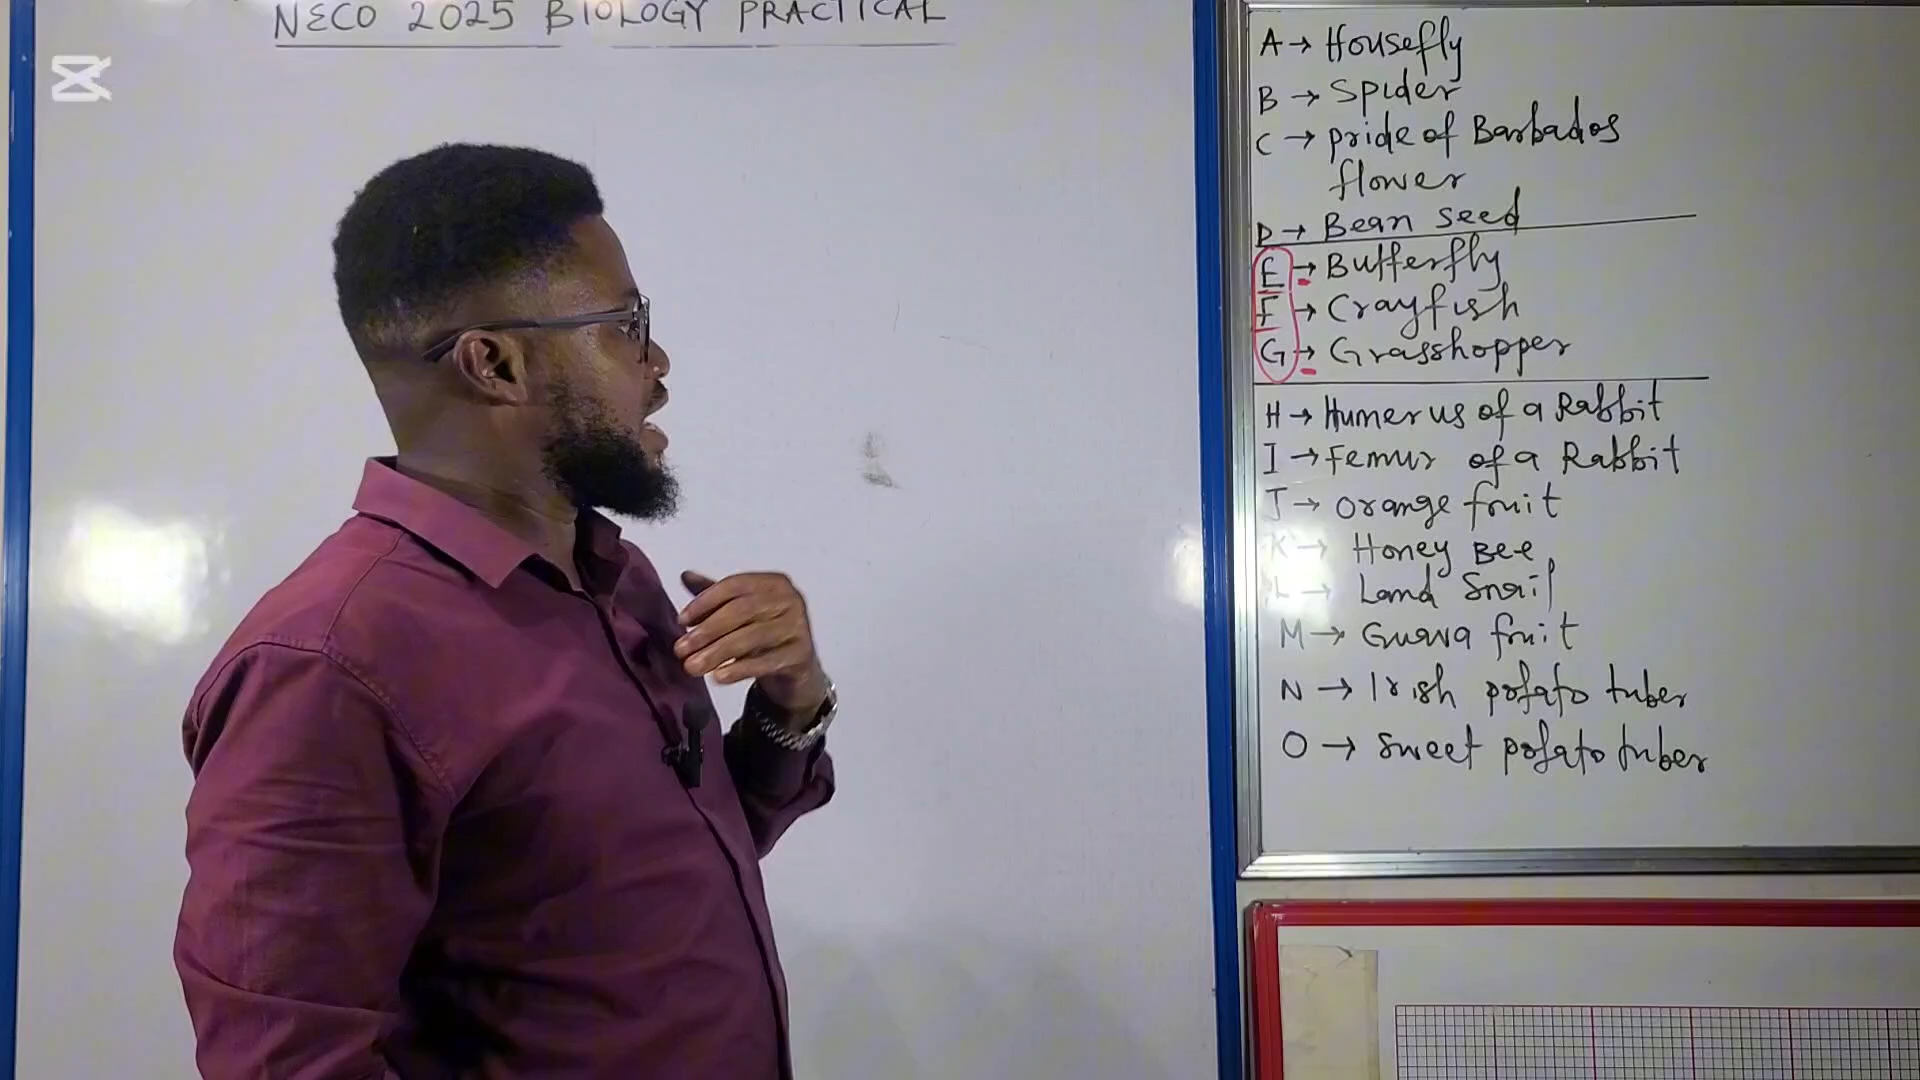 NECO 2025 BIOLOGY PRACTICAL
A → Housefly
B → Spider
C → pride of Barbados
flower
D → Bean seed
E → Butterfly
F → Crayfish
G → Grasshopper
H → Humerus of a Rabbit
I → Femur of a Rabbit
J → Orange fruit
K → Honey Bee
L → Land Snail
M → Guava fruit
N → Irish potato tuber
O → Sweet potato tuber